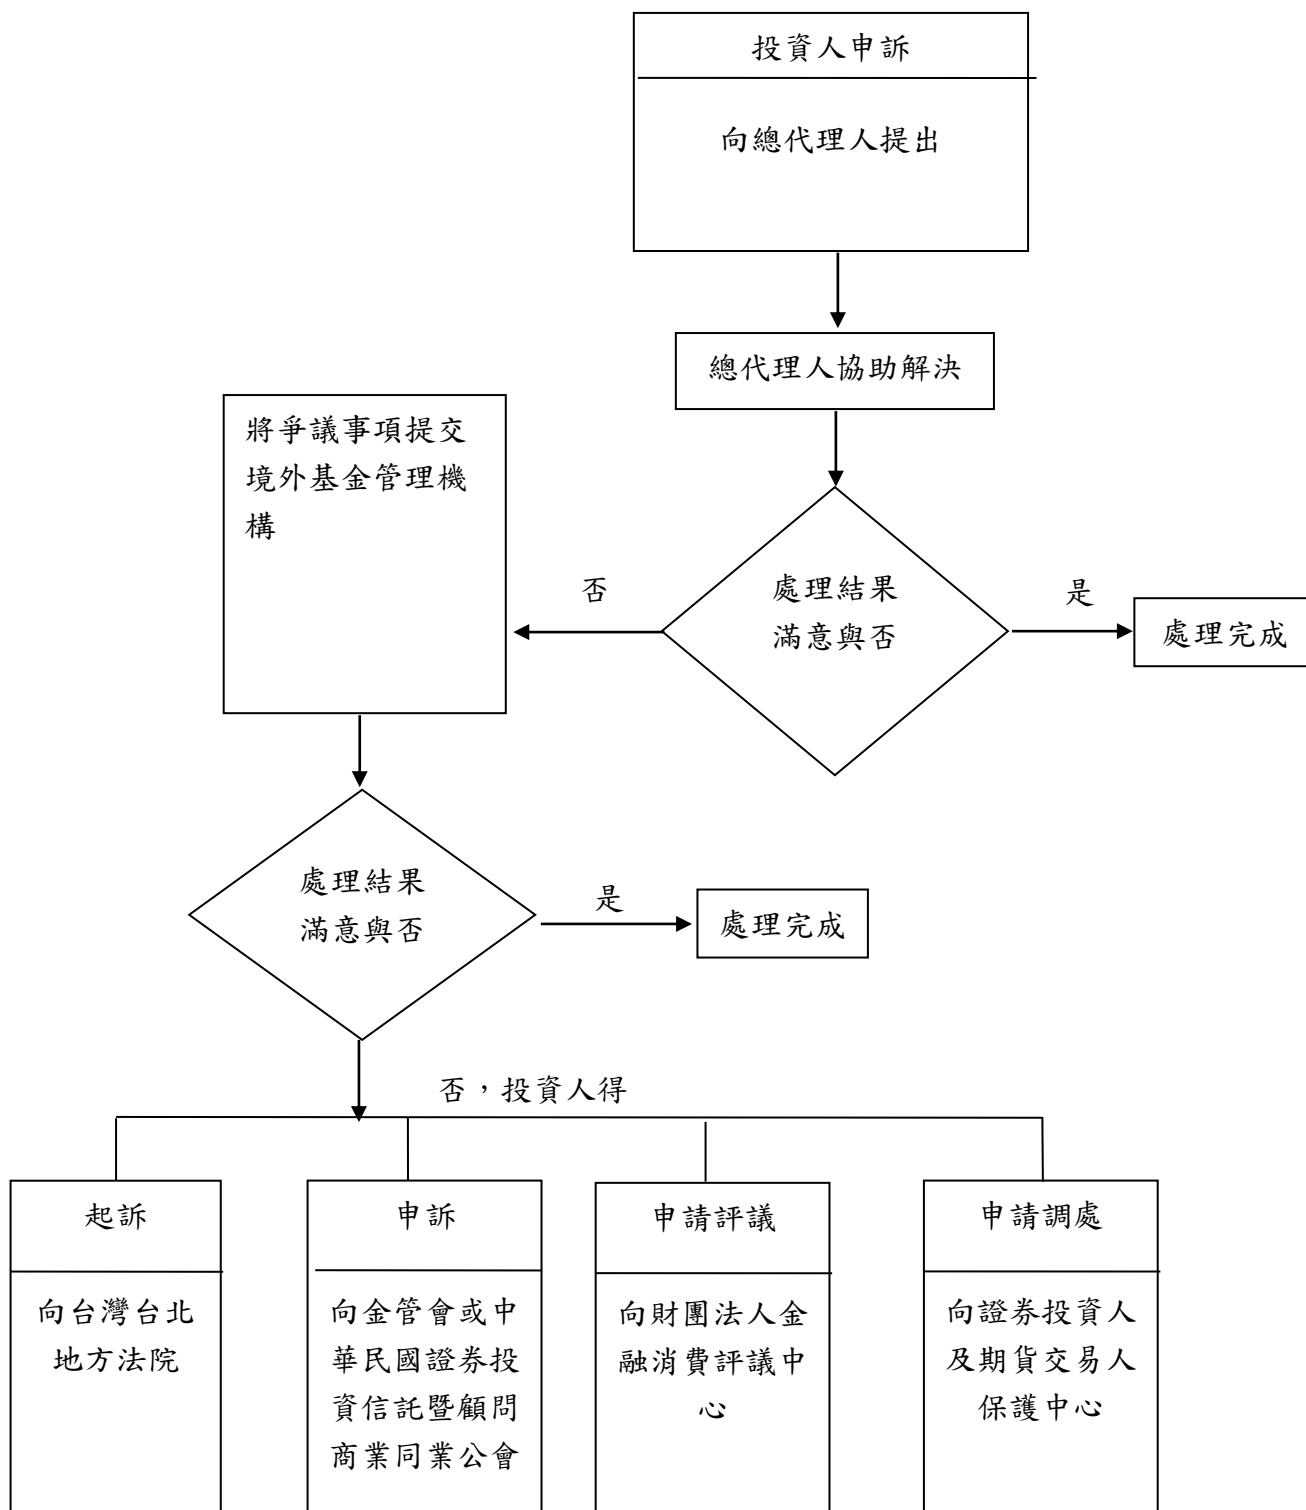 投資人申訴
向總代理人提出
總代理人協助解決
將爭議事項提交
境外基金管理機
構
否
處理結果
滿意與否
是
處理完成
處理結果
滿意與否
是
處理完成
否，投資人得
起訴
向台灣台北
地方法院
申訴
向金管會或中
華民國證券投
資信託暨顧問
商業同業公會
申請評議
向財團法人金
融消費評議中
心
申請調處
向證券投資人
及期貨交易人
保護中心